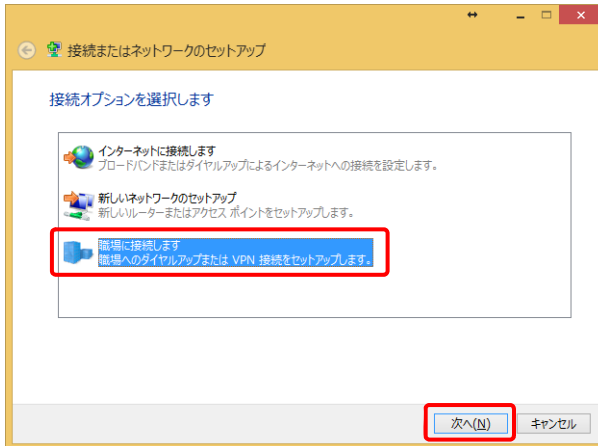 接続またはネットワークのセットアップ
接続オプションを選択します
インターネットに接続します
ブロードバンドまたはダイヤルアップによるインターネットへの接続を設定します。
新しいネットワークのセットアップ
新しいルーターまたはアクセス ポイントをセットアップします。
職場に接続します
職場へのダイヤルアップまたは VPN 接続をセットアップします。
次へ(N)
キャンセル